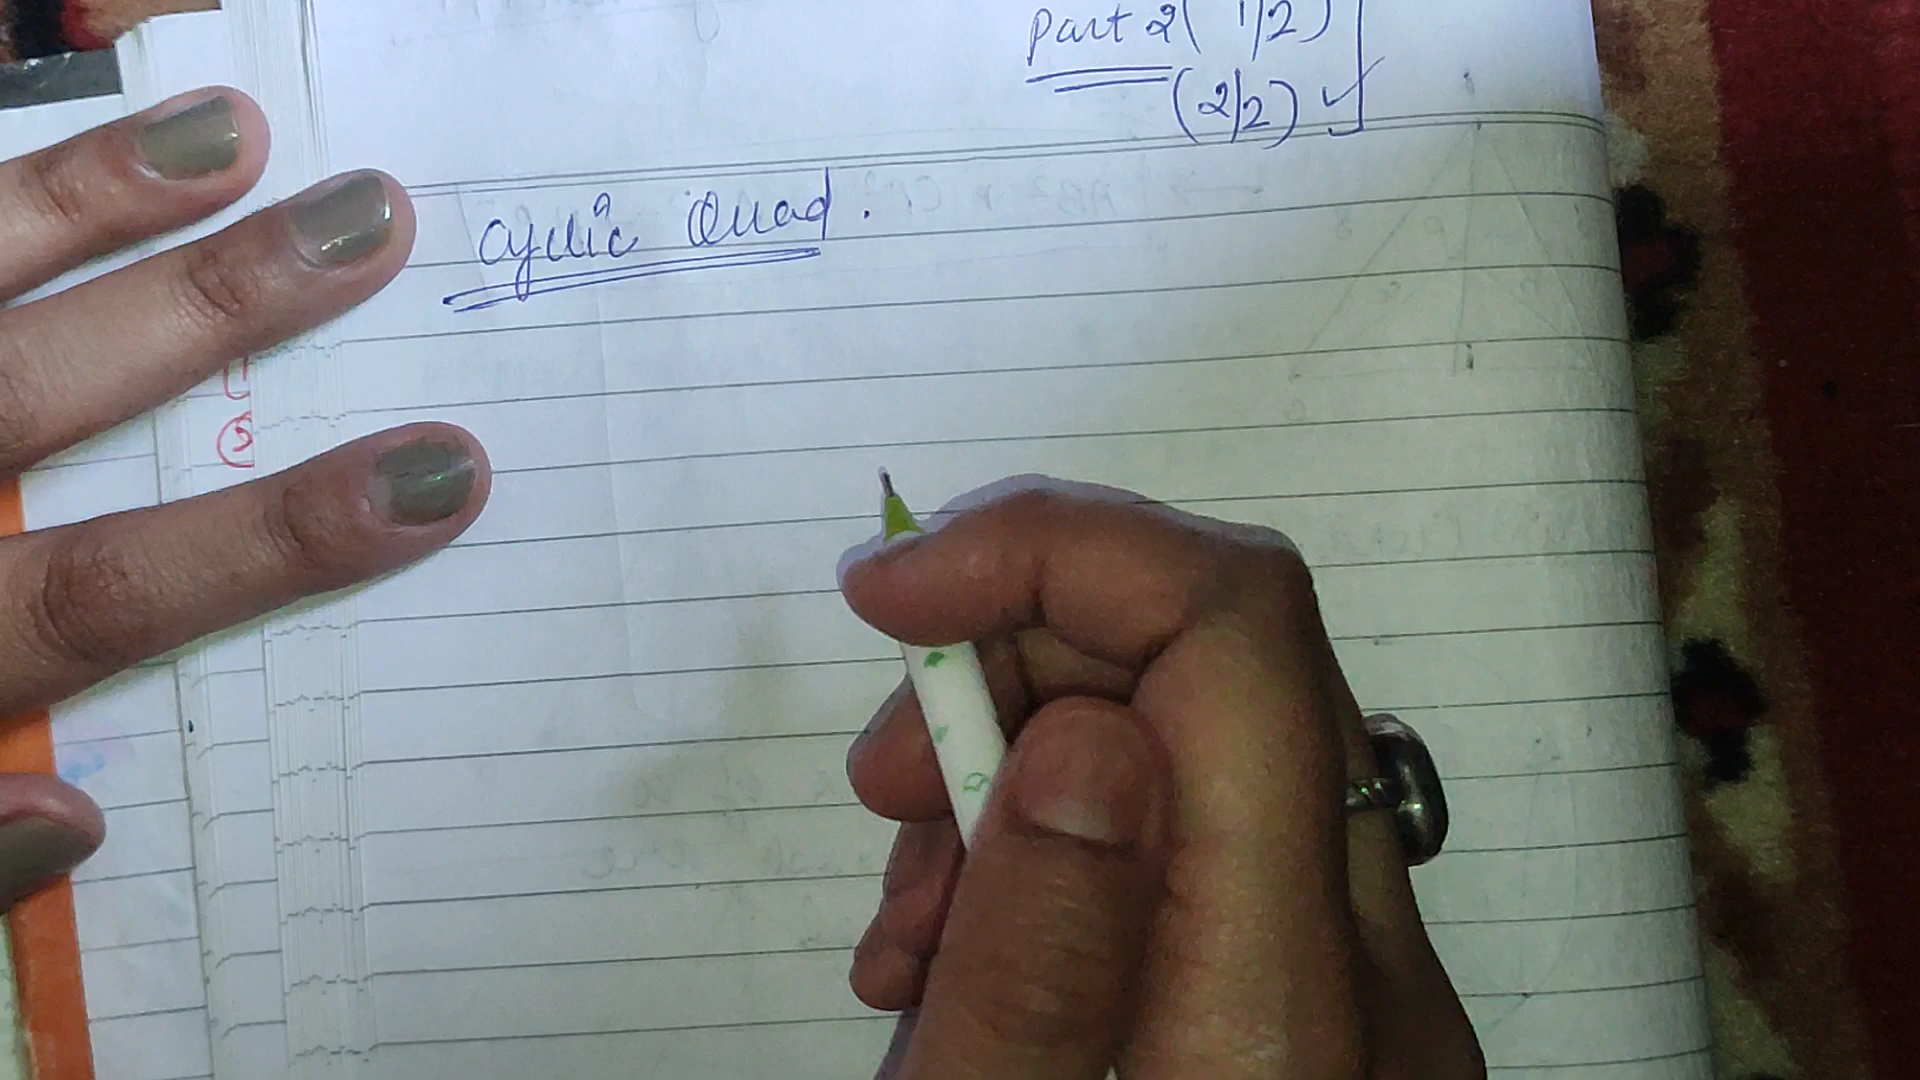 Part 2 ( 1/2 )
(2/2) ✓
Cyclic Quad.